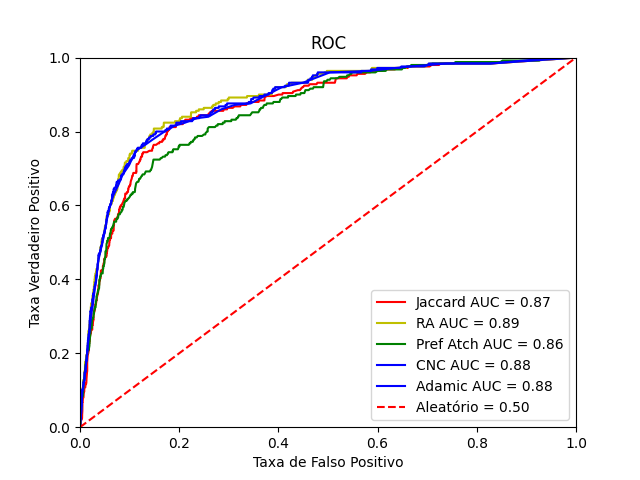 ROC
1.0
0.8
0.6
0.4
0.2
0.0
Taxa Verdadeiro Positivo
Jaccard AUC = 0.87
RA AUC = 0.89
Pref Atch AUC = 0.86
CNC AUC = 0.88
Adamic AUC = 0.88
Aleatório = 0.50
0.0 0.2 0.4 0.6 0.8 1.0
Taxa de Falso Positivo